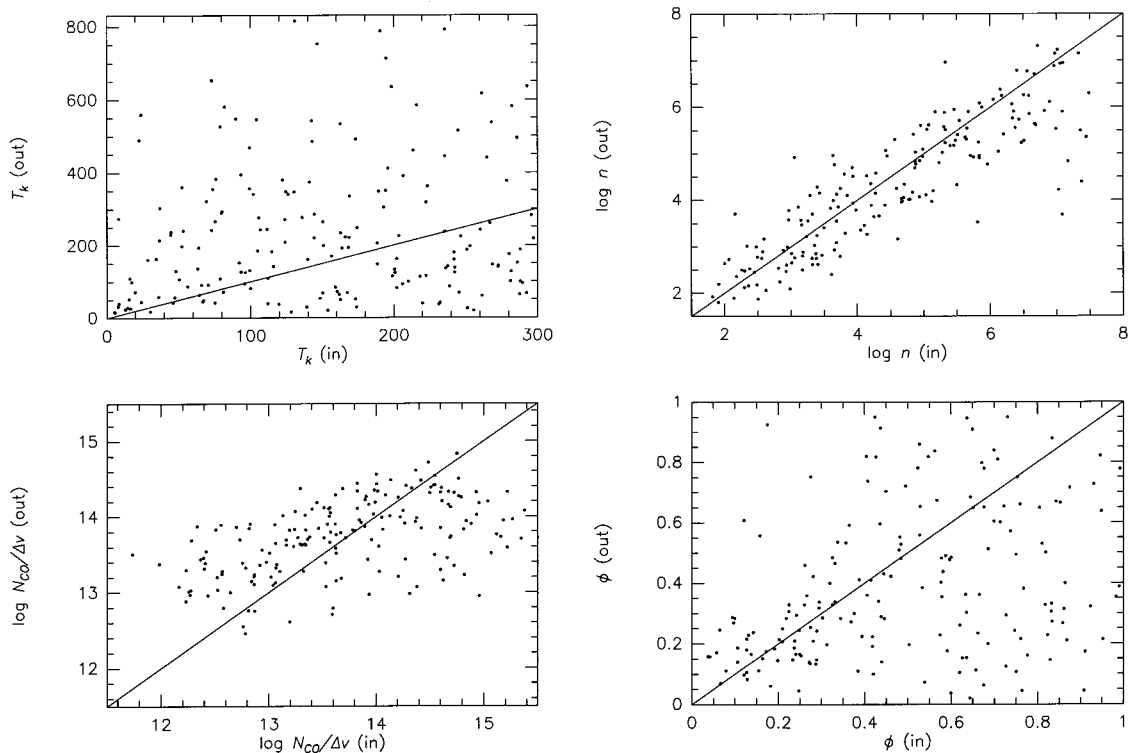 800
600
400
200
0
T_k (out)
0 100 200 300
T_k (in)
8
6
4
2
log n (out)
2 3 4 5 6 7 8
log n (in)
15
14
13
12
log N_CO/Δv (out)
12 13 14 15
log N_CO/Δv (in)
1
0.8
0.6
0.4
0.2
0
ϕ (out)
0 0.2 0.4 0.6 0.8 1
ϕ (in)